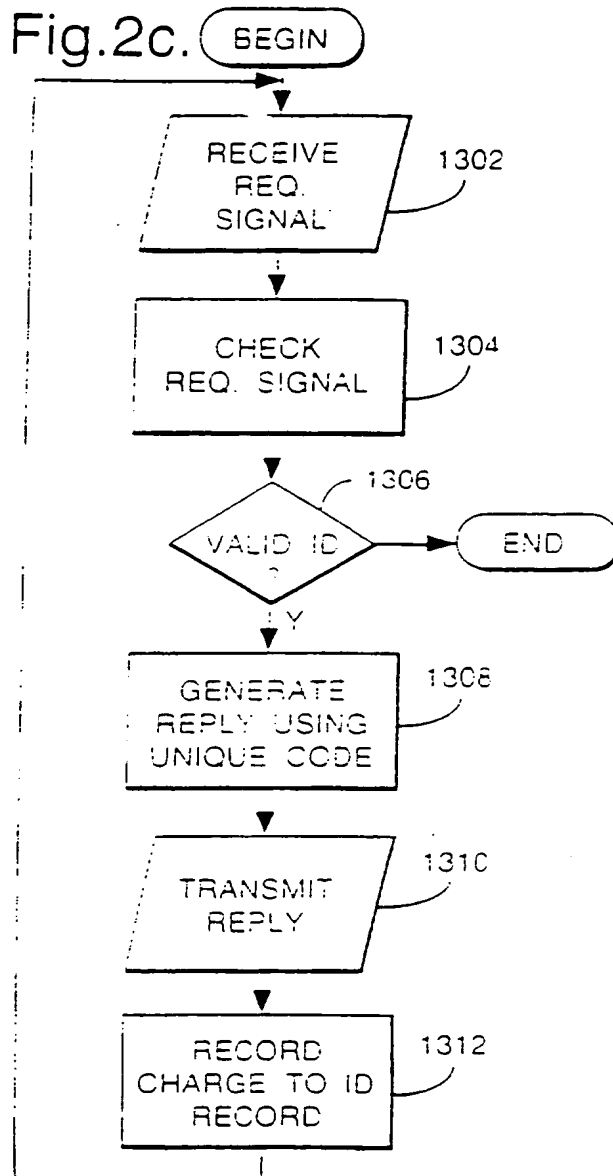 Fig.2c.
BEGIN
RECEIVE
REQ.
SIGNAL
1302
CHECK
REQ. SIGNAL
1304
1306
VALID ID
?
END
Y
GENERATE
REPLY USING
UNIQUE CODE
1308
TRANSMIT
REPLY
1310
RECORD
CHARGE TO ID
RECORD
1312